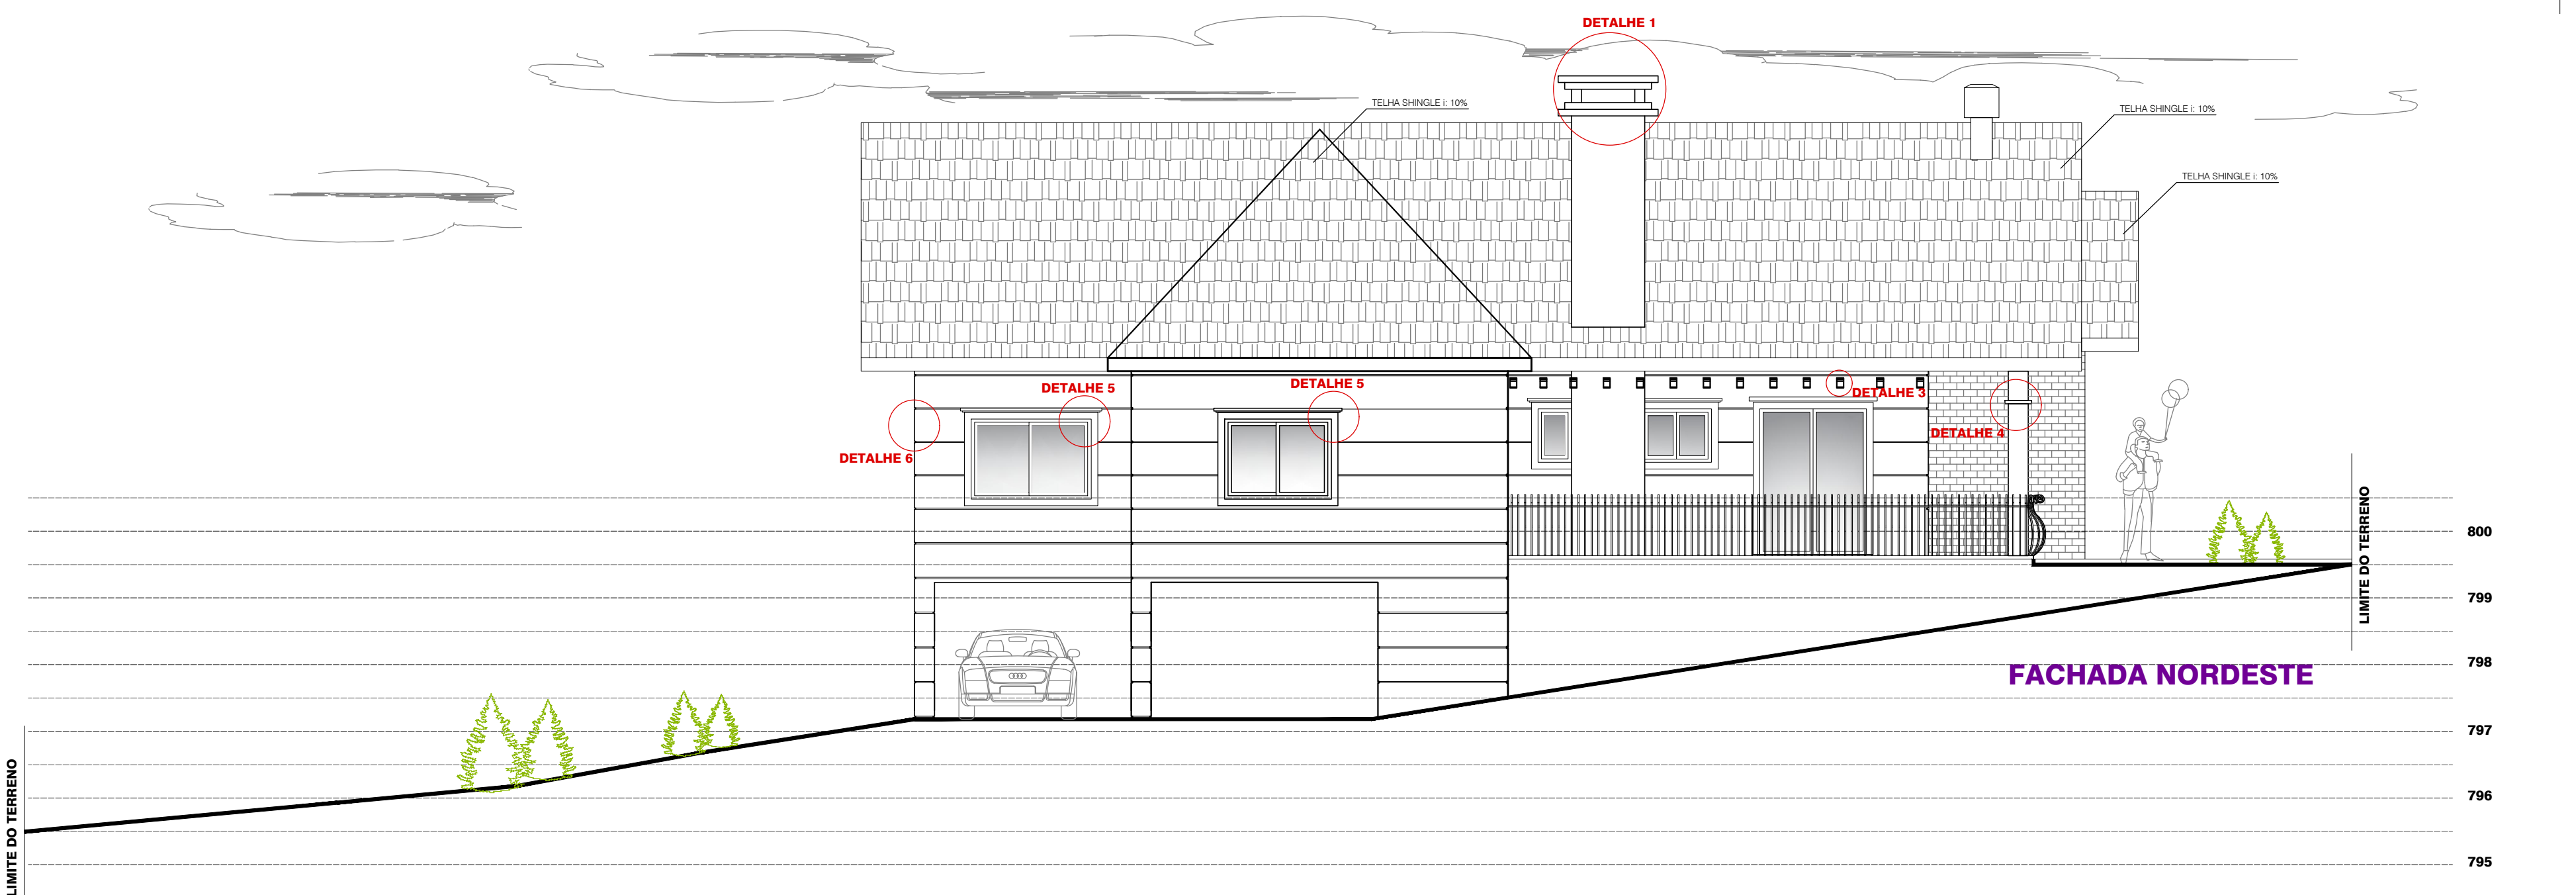 DETALHE 1
TELHA SHINGLE i: 10%
TELHA SHINGLE i: 10%
TELHA SHINGLE i: 10%
DETALHE 5
DETALHE 5
DETALHE 3
DETALHE 4
DETALHE 6
LIMITE DO TERRENO
800
799
798
FACHADA NORDESTE
797
796
795
LIMITE DO TERRENO